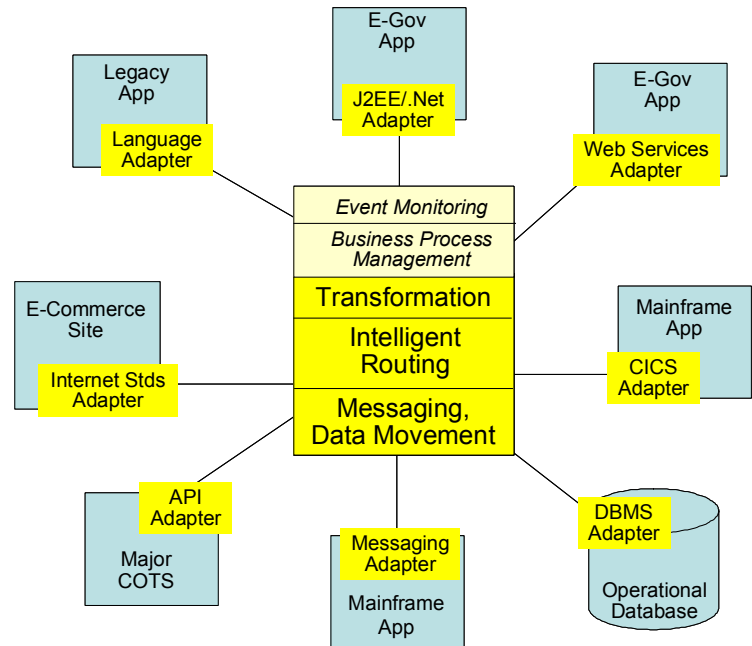 E-Gov
App
J2EE/.Net
Adapter
Legacy
App
Language
Adapter
E-Gov
App
Web Services
Adapter
Event Monitoring
Business Process
Management
Transformation
Intelligent
Routing
Messaging,
Data Movement
E-Commerce
Site
Internet Stds
Adapter
Mainframe
App
CICS
Adapter
API
Adapter
Major
COTS
Messaging
Adapter
Mainframe
App
DBMS
Adapter
Operational
Database